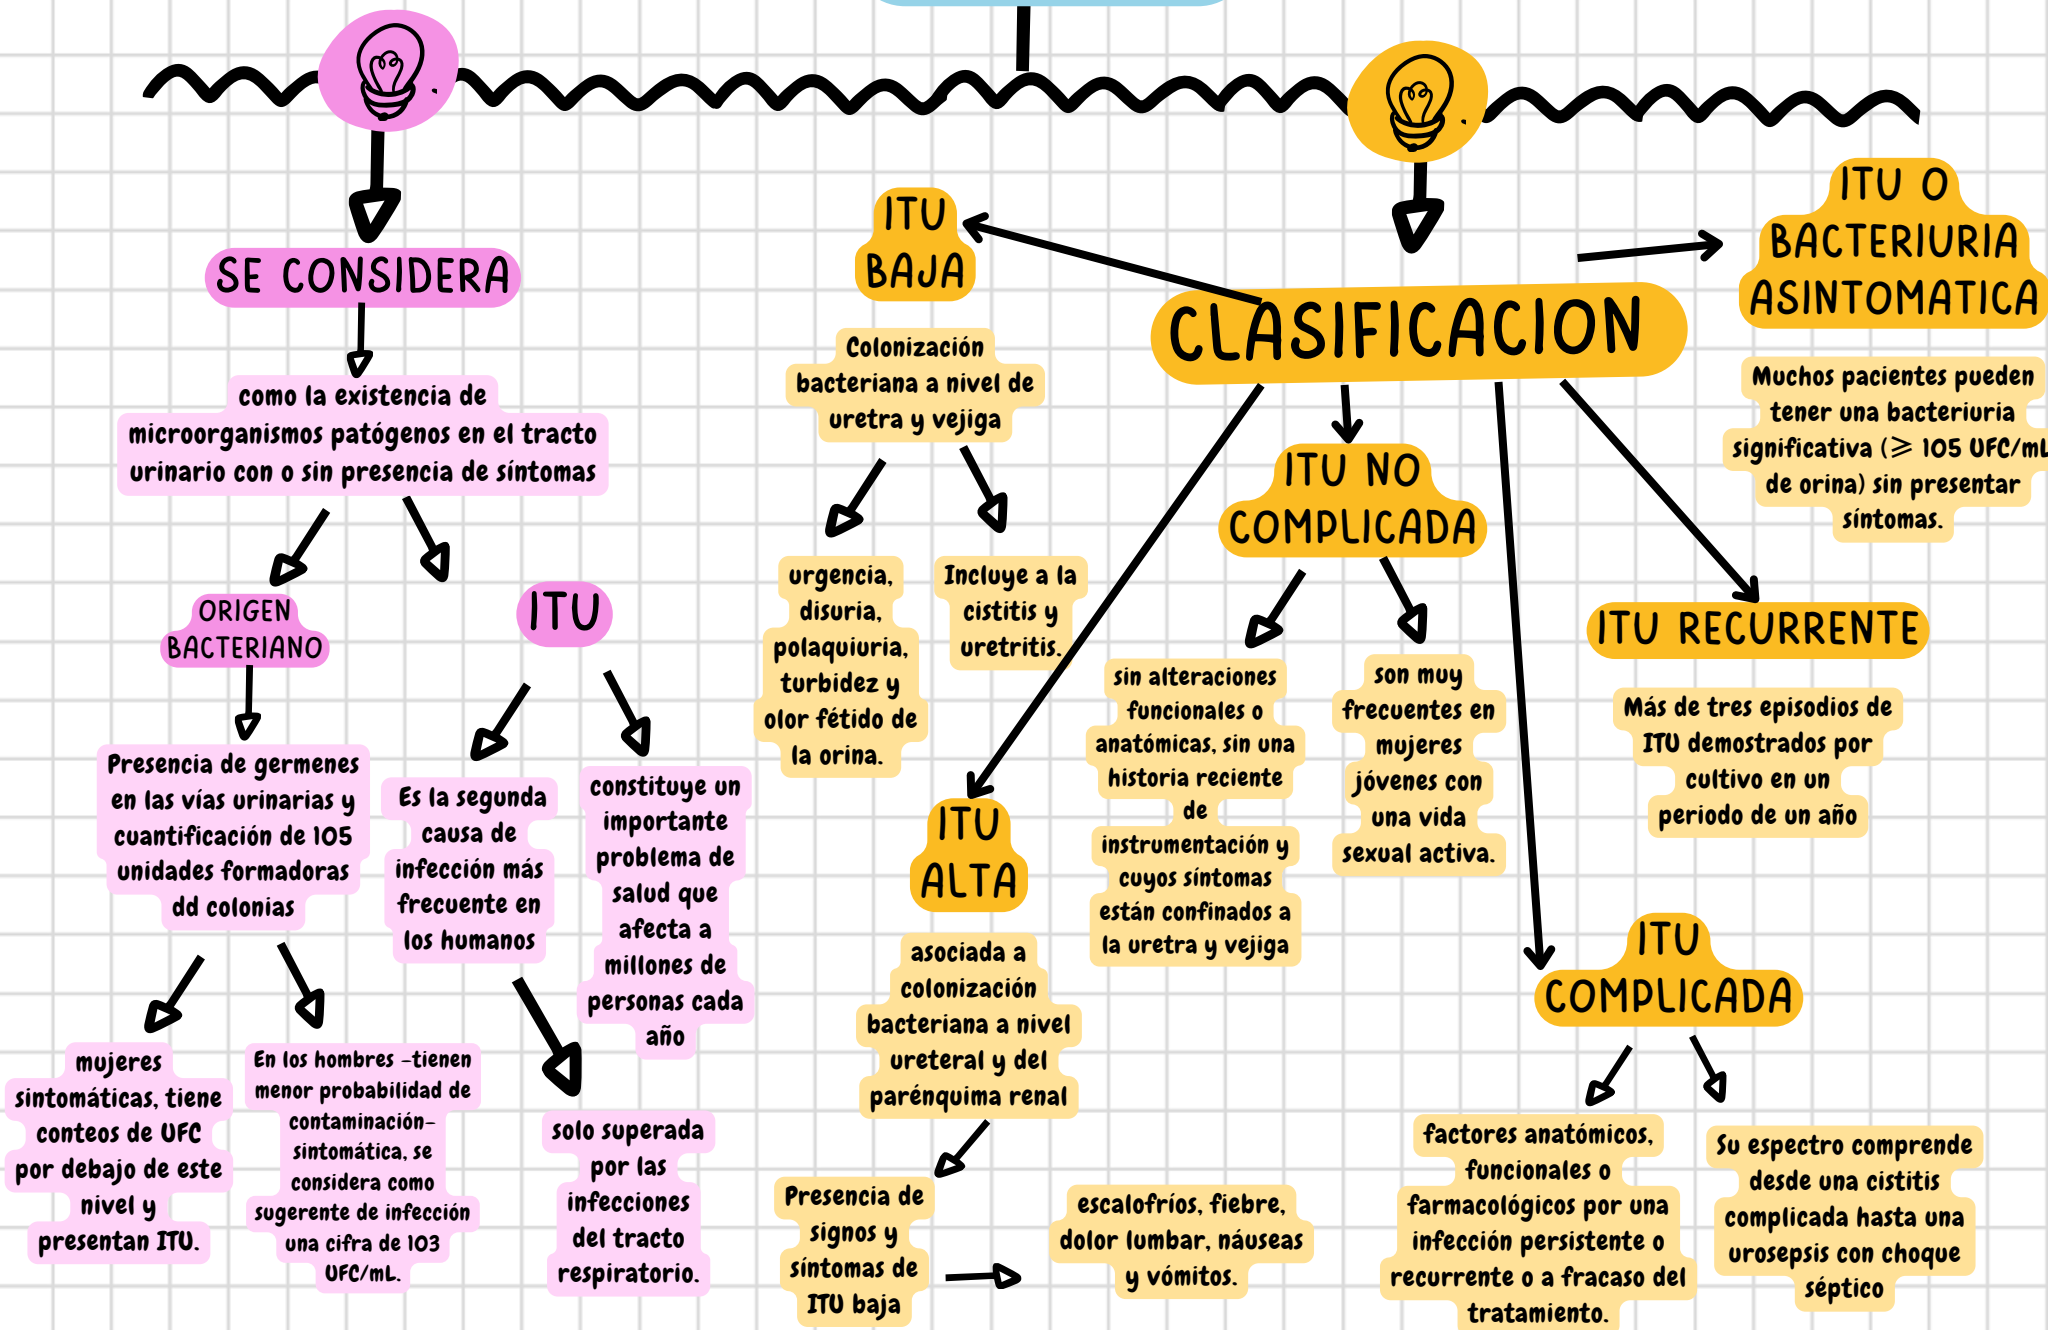 SE CONSIDERA
como la existencia de
microorganismos patógenos en el tracto
urinario con o sin presencia de síntomas
ORIGEN
BACTERIANO
Presencia de germenes
en las vías urinarias y
cuantificación de 105
unidades formadoras
dd colonias
mujeres
sintomáticas, tiene
conteos de UFC
por debajo de este
nivel y
presentan ITU.
En los hombres -tienen
menor probabilidad de
contaminación-
sintomática, se
considera como
sugerente de infección
una cifra de 103
UFC/mL.
ITU
Es la segunda
causa de
infección más
frecuente en
los humanos
solo superada
por las
infecciones
del tracto
respiratorio.
constituye un
importante
problema de
salud que
afecta a
millones de
personas cada
año
CLASIFICACION
ITU
BAJA
Colonización
bacteriana a nivel de
uretra y vejiga
urgencia,
disuria,
polaquiuria,
turbidez y
olor fétido de
la orina.
Incluye a la
cistitis y
uretritis.
ITU
ALTA
asociada a
colonización
bacteriana a nivel
ureteral y del
parénquima renal
Presencia de
signos y
síntomas de
ITU baja
escalofríos, fiebre,
dolor lumbar, náuseas
y vómitos.
ITU NO
COMPLICADA
sin alteraciones
funcionales o
anatómicas, sin una
historia reciente
de
instrumentación y
cuyos síntomas
están confinados a
la uretra y vejiga
son muy
frecuentes en
mujeres
jóvenes con
una vida
sexual activa.
ITU
COMPLICADA
factores anatómicos,
funcionales o
farmacológicos por una
infección persistente o
recurrente o a fracaso del
tratamiento.
Su espectro comprende
desde una cistitis
complicada hasta una
urosepsis con choque
séptico
ITU RECURRENTE
Más de tres episodios de
ITU demostrados por
cultivo en un
periodo de un año
ITU O
BACTERIURIA
ASINTOMATICA
Muchos pacientes pueden
tener una bacteriuria
significativa (≥ 105 UFC/mL
de orina) sin presentar
síntomas.